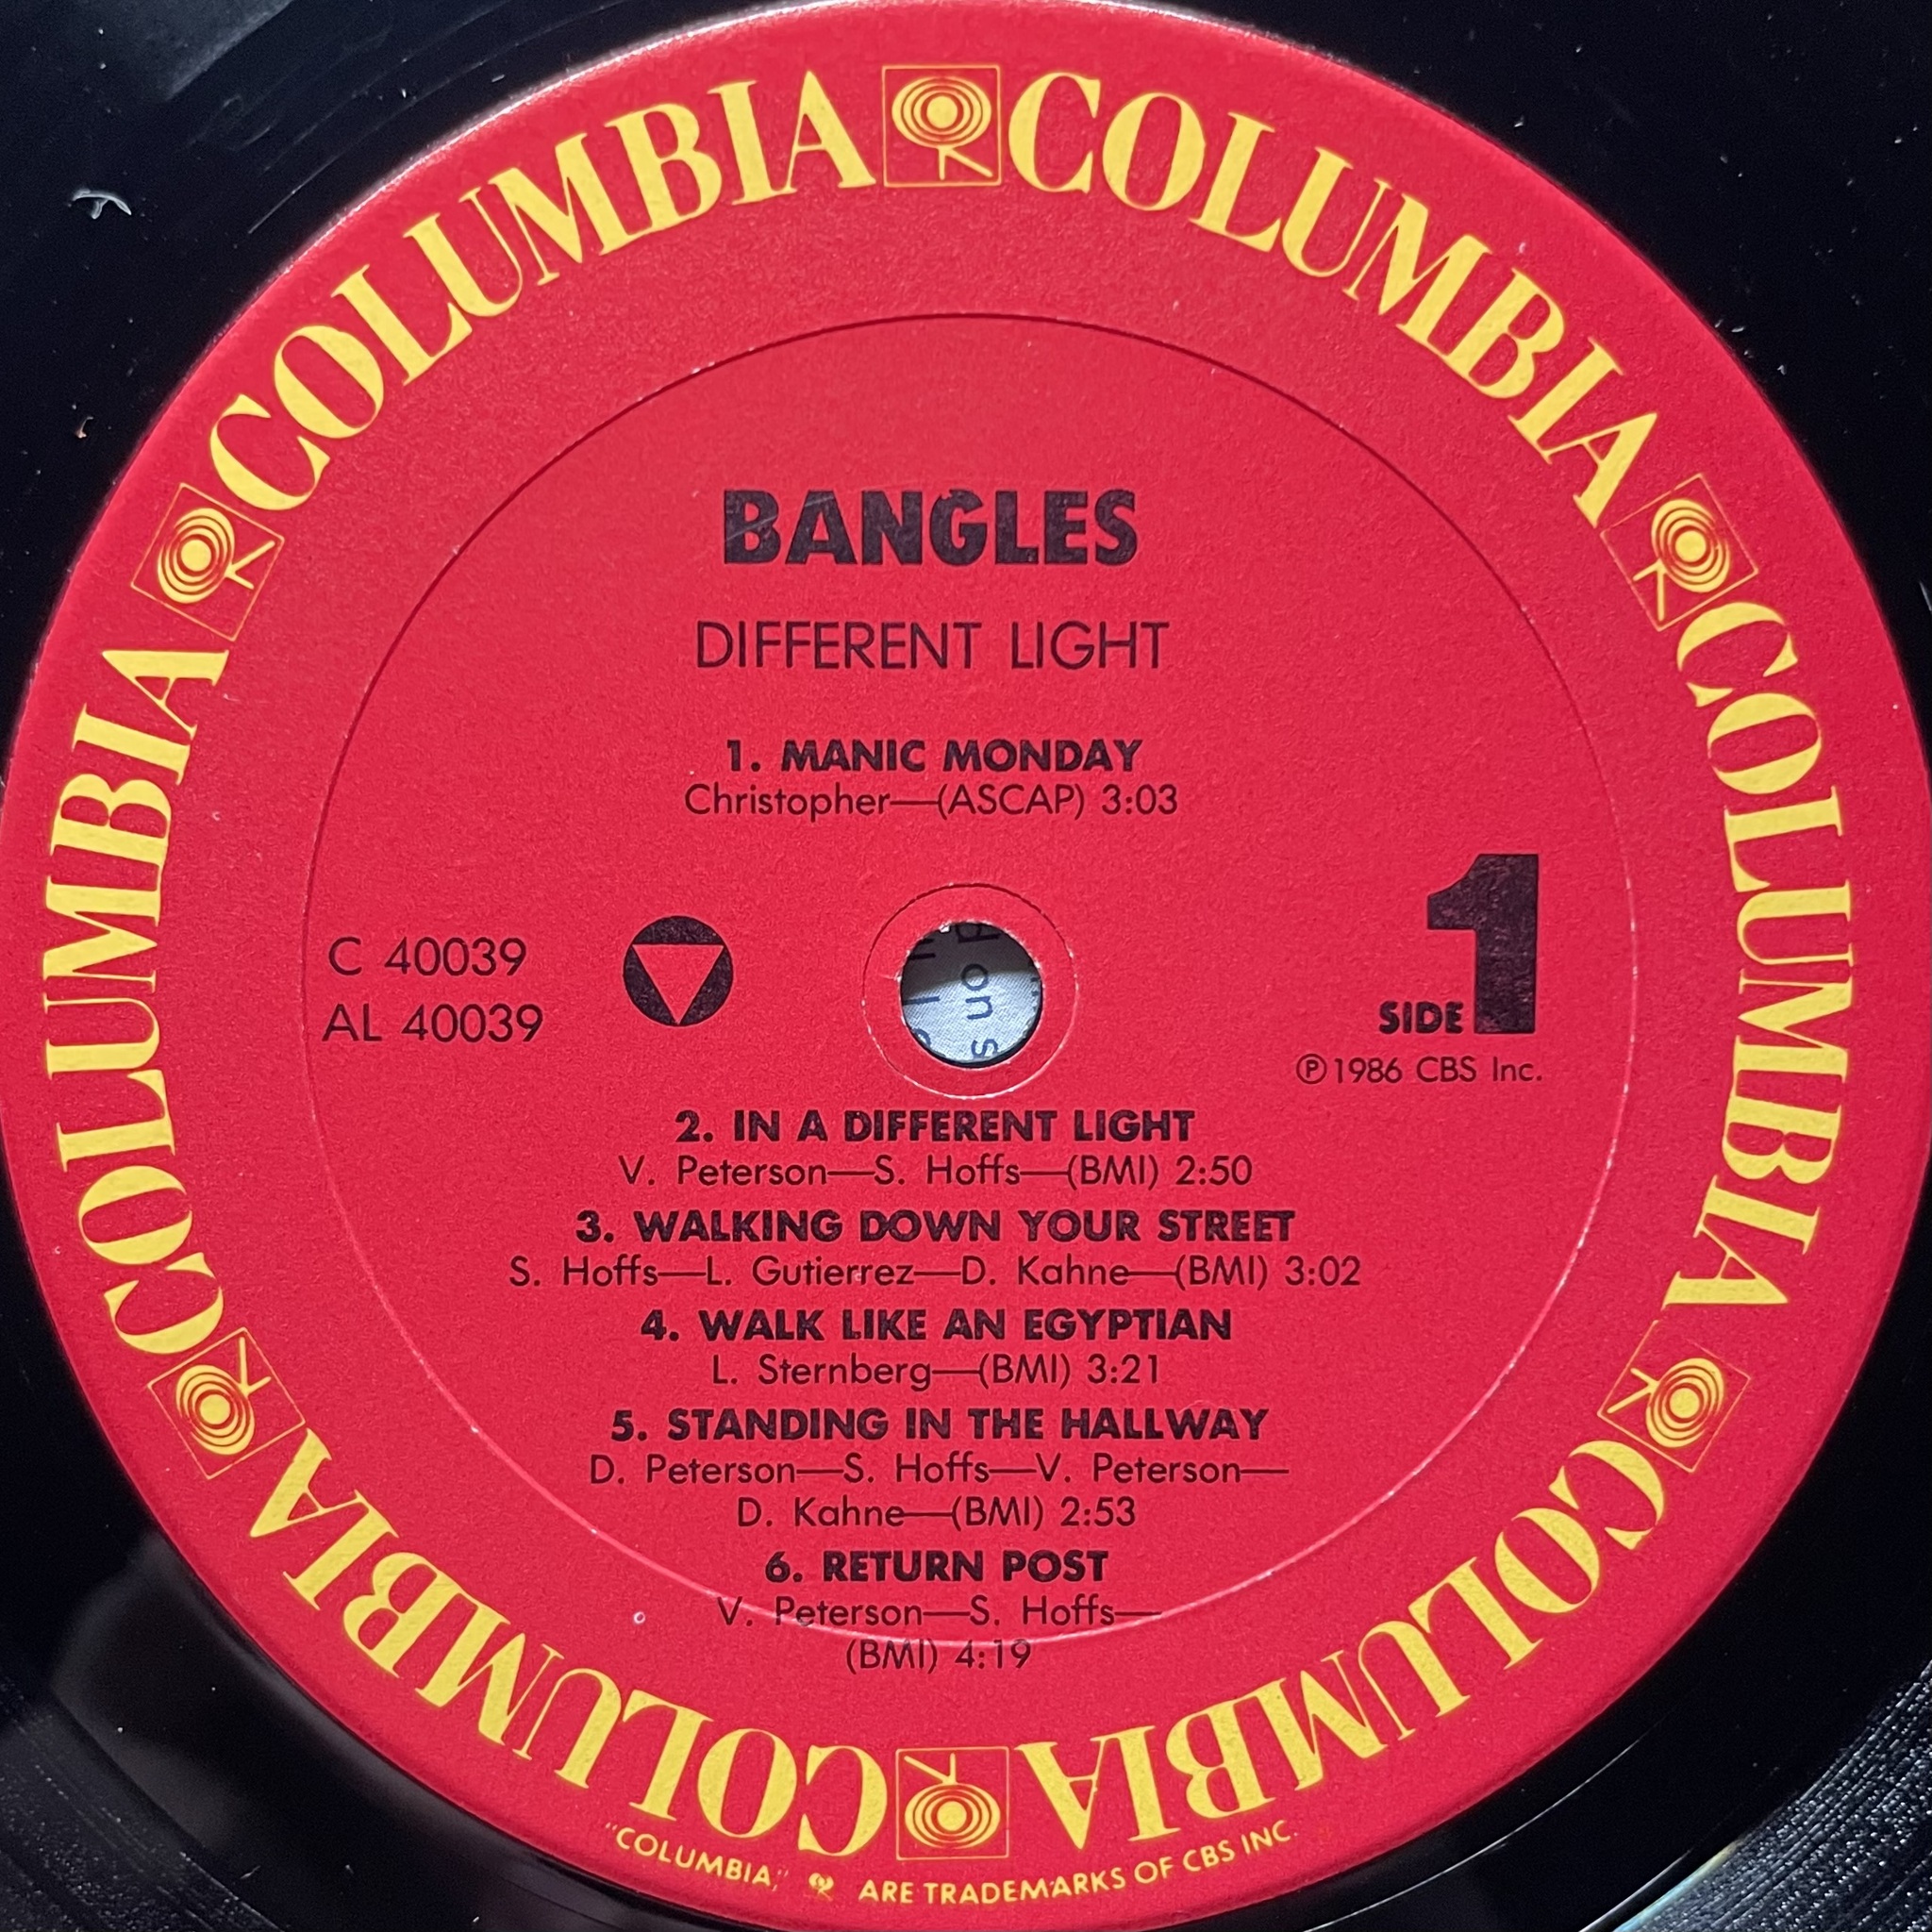 COLUMBIA COLUMBIA COLUMBIA COLUMBIA COLUMBIA COLUMBIA
BANGLES
DIFFERENT LIGHT
1. MANIC MONDAY
Christopher—(ASCAP) 3:03
C 40039
AL 40039
SIDE 1
℗1986 CBS Inc.
2. IN A DIFFERENT LIGHT
V. Peterson—S. Hoffs—(BMI) 2:50
3. WALKING DOWN YOUR STREET
S. Hoffs—L. Gutierrez—D. Kahne—(BMI) 3:02
4. WALK LIKE AN EGYPTIAN
L. Sternberg—(BMI) 3:21
5. STANDING IN THE HALLWAY
D. Peterson—S. Hoffs—V. Peterson—
D. Kahne—(BMI) 2:53
6. RETURN POST
V. Peterson—S. Hoffs—
(BMI) 4:19
"COLUMBIA," ARE TRADEMARKS OF CBS INC.